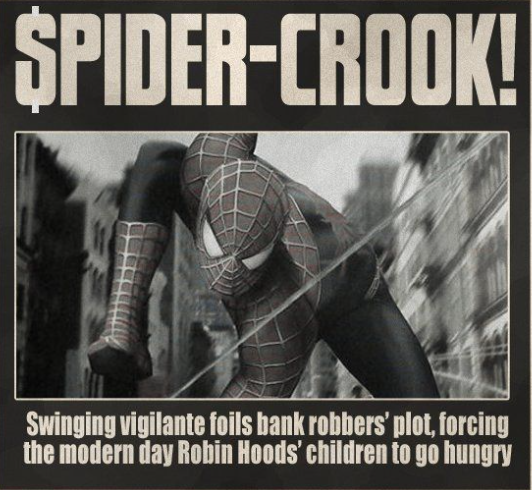 $PIDER-CROOK!
Swinging vigilante foils bank robbers' plot, forcing
the modern day Robin Hoods' children to go hungry